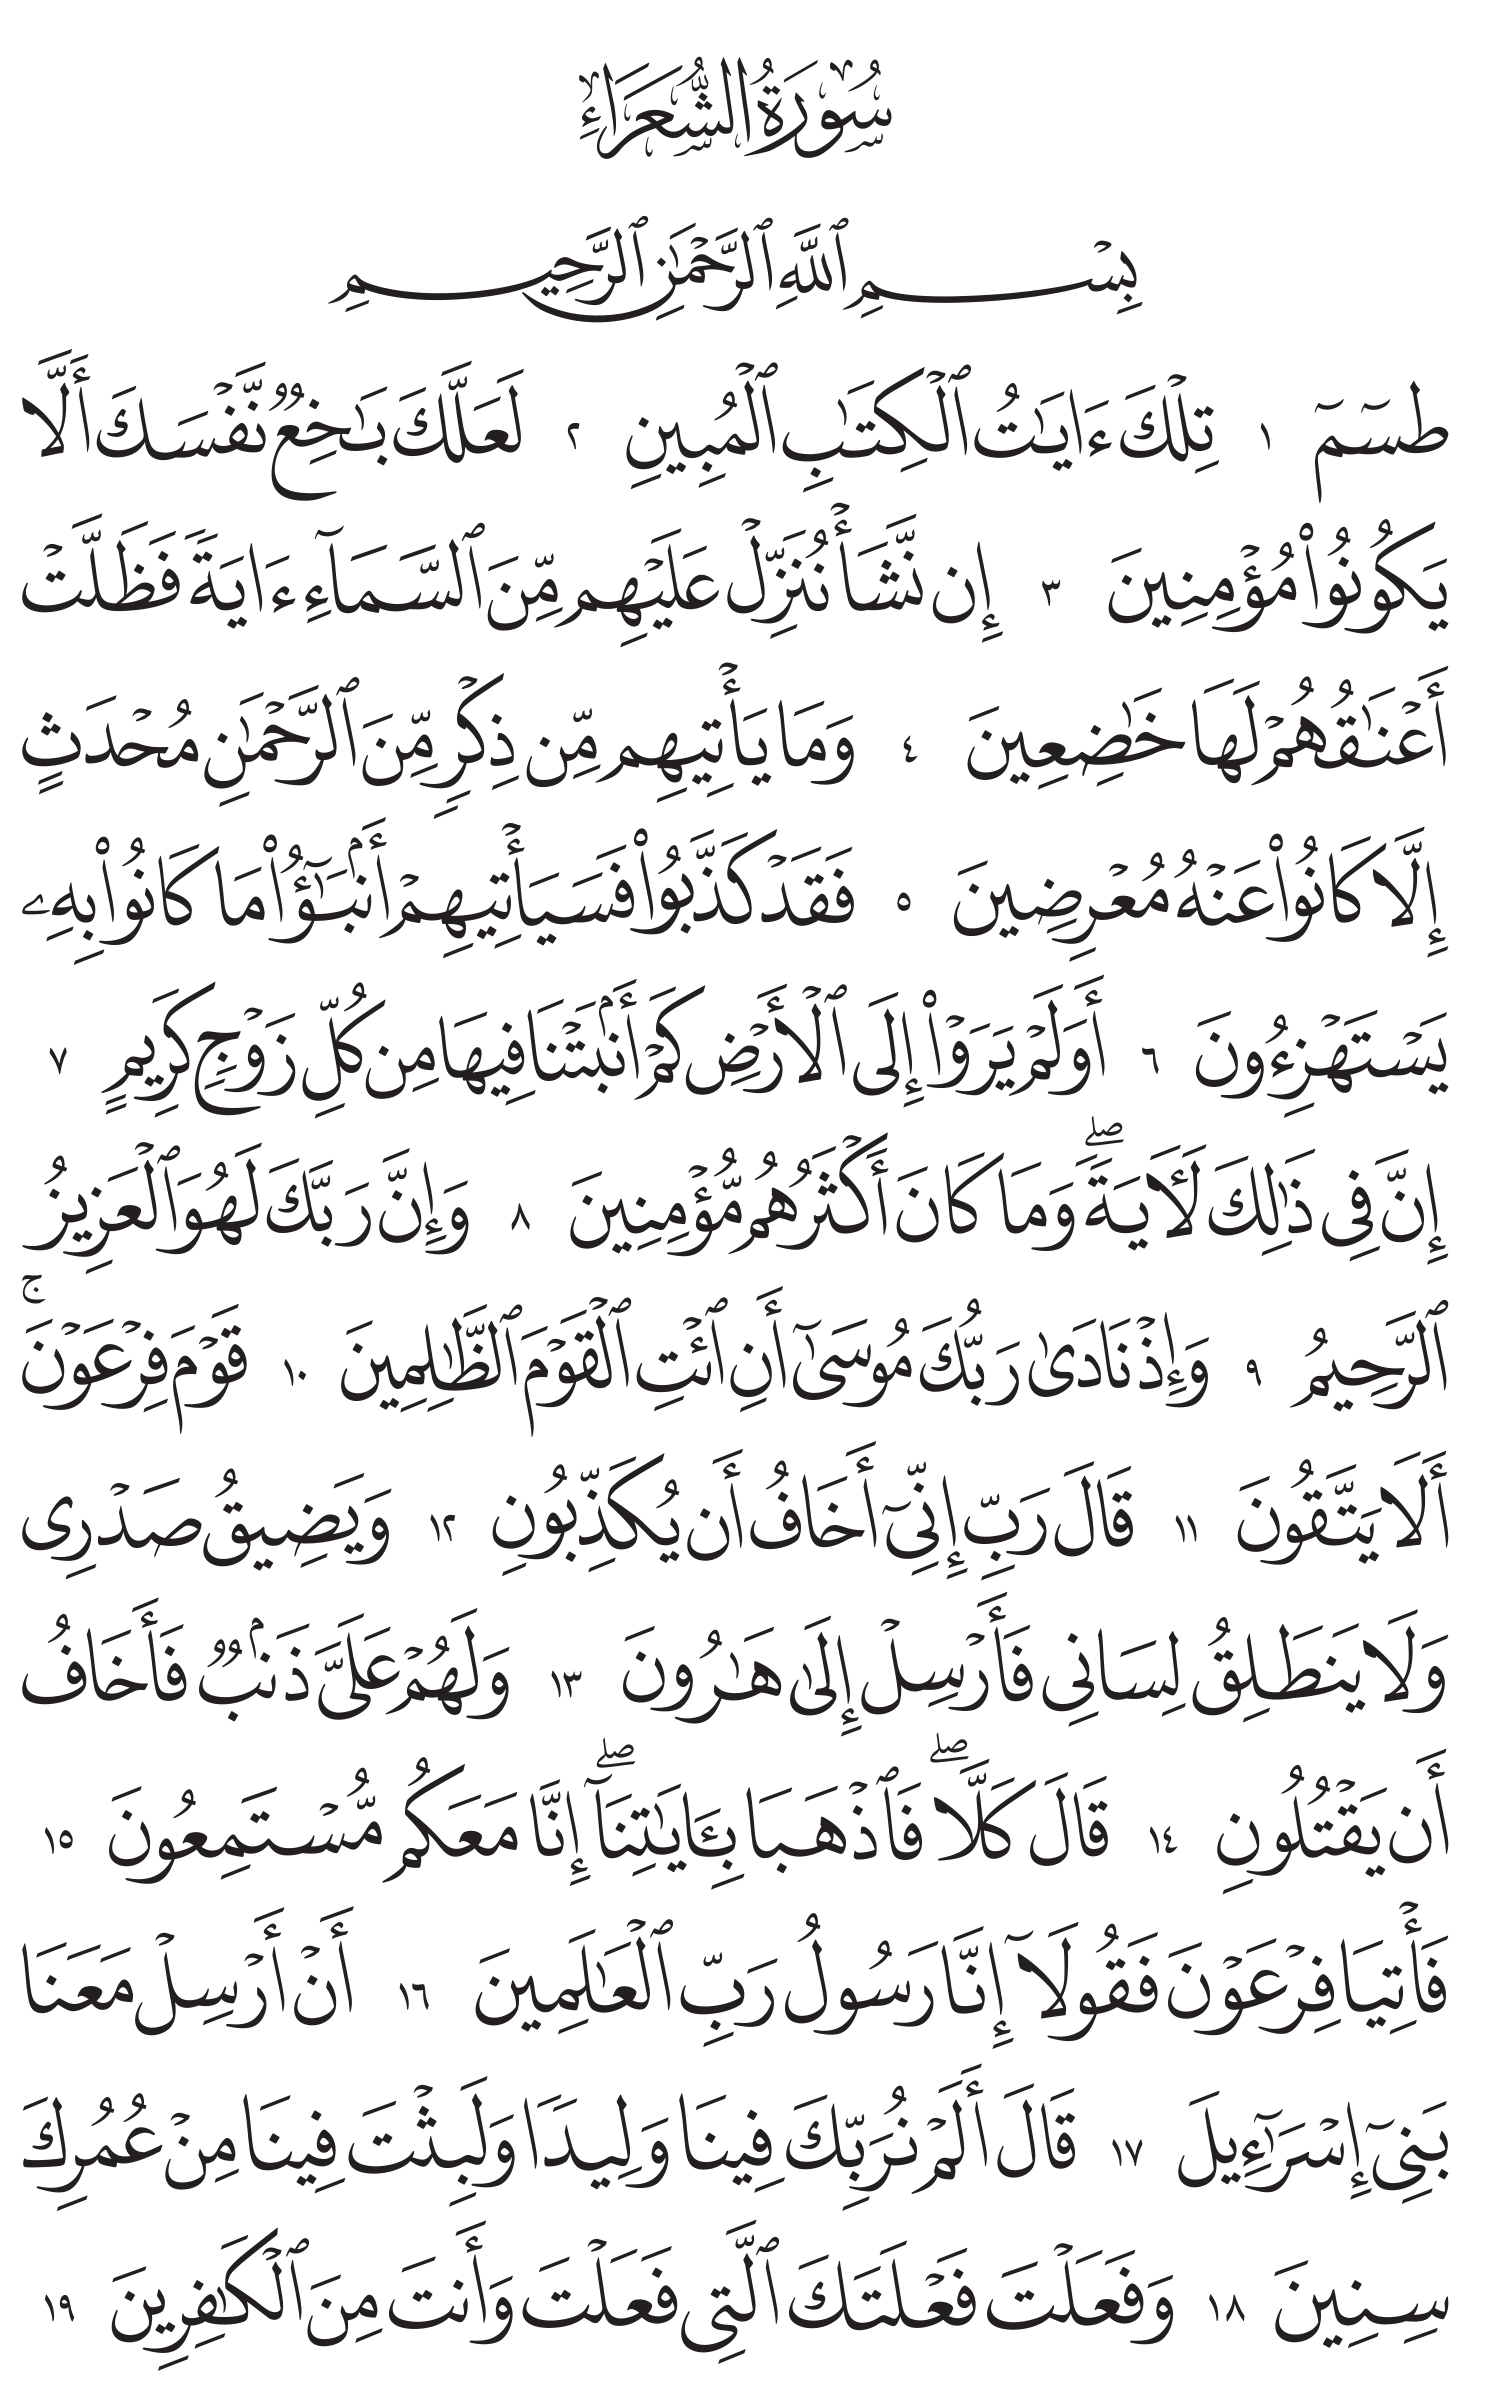 سُورَةُ الشُّعَرَاءِ
بِسْمِ ٱللَّهِ ٱلرَّحْمَٰنِ ٱلرَّحِيمِ
طسٓمٓ ١ تِلْكَ ءَايَٰتُ ٱلْكِتَٰبِ ٱلْمُبِينِ ٢ لَعَلَّكَ بَٰخِعٌ نَّفْسَكَ أَلَّا
يَكُونُوا۟ مُؤْمِنِينَ ٣ إِن نَّشَأْ نُنَزِّلْ عَلَيْهِم مِّنَ ٱلسَّمَآءِ ءَايَةً فَظَلَّتْ
أَعْنَٰقُهُمْ لَهَا خَٰضِعِينَ ٤ وَمَا يَأْتِيهِم مِّن ذِكْرٍ مِّنَ ٱلرَّحْمَٰنِ مُحْدَثٍ
إِلَّا كَانُوا۟ عَنْهُ مُعْرِضِينَ ٥ فَقَدْ كَذَّبُوا۟ فَسَيَأْتِيهِمْ أَنۢبَٰٓؤُا۟ مَا كَانُوا۟ بِهِۦ
يَسْتَهْزِءُونَ ٦ أَوَلَمْ يَرَوْا۟ إِلَى ٱلْأَرْضِ كَمْ أَنۢبَتْنَا فِيهَا مِن كُلِّ زَوْجٍ كَرِيمٍ ٧
إِنَّ فِى ذَٰلِكَ لَءَايَةً ۖ وَمَا كَانَ أَكْثَرُهُم مُّؤْمِنِينَ ٨ وَإِنَّ رَبَّكَ لَهُوَ ٱلْعَزِيزُ
ٱلرَّحِيمُ ٩ وَإِذْ نَادَىٰ رَبُّكَ مُوسَىٰٓ أَنِ ٱئْتِ ٱلْقَوْمَ ٱلظَّٰلِمِينَ ١٠ قَوْمَ فِرْعَوْنَ ۚ
أَلَا يَتَّقُونَ ١١ قَالَ رَبِّ إِنِّىٓ أَخَافُ أَن يُكَذِّبُونِ ١٢ وَيَضِيقُ صَدْرِى
وَلَا يَنطَلِقُ لِسَانِى فَأَرْسِلْ إِلَىٰ هَٰرُونَ ١٣ وَلَهُمْ عَلَىَّ ذَنۢبٌ فَأَخَافُ
أَن يَقْتُلُونِ ١٤ قَالَ كَلَّا ۖ فَٱذْهَبَا بِـَٔايَٰتِنَآ ۖ إِنَّا مَعَكُم مُّسْتَمِعُونَ ١٥
فَأْتِيَا فِرْعَوْنَ فَقُولَآ إِنَّا رَسُولُ رَبِّ ٱلْعَٰلَمِينَ ١٦ أَنْ أَرْسِلْ مَعَنَا
بَنِىٓ إِسْرَٰٓءِيلَ ١٧ قَالَ أَلَمْ نُرَبِّكَ فِينَا وَلِيدًا وَلَبِثْتَ فِينَا مِنْ عُمُرِكَ
سِنِينَ ١٨ وَفَعَلْتَ فَعْلَتَكَ ٱلَّتِى فَعَلْتَ وَأَنتَ مِنَ ٱلْكَٰفِرِينَ ١٩